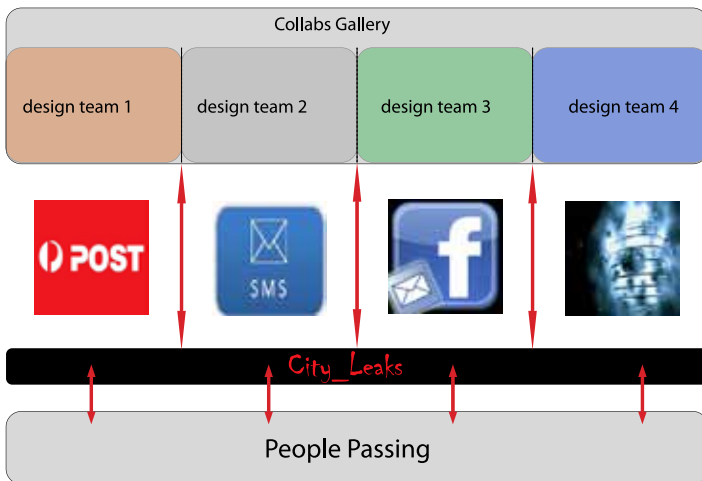 Collabs Gallery
design team 1
design team 2
design team 3
design team 4
POST
SMS
f
City_Leaks
People Passing